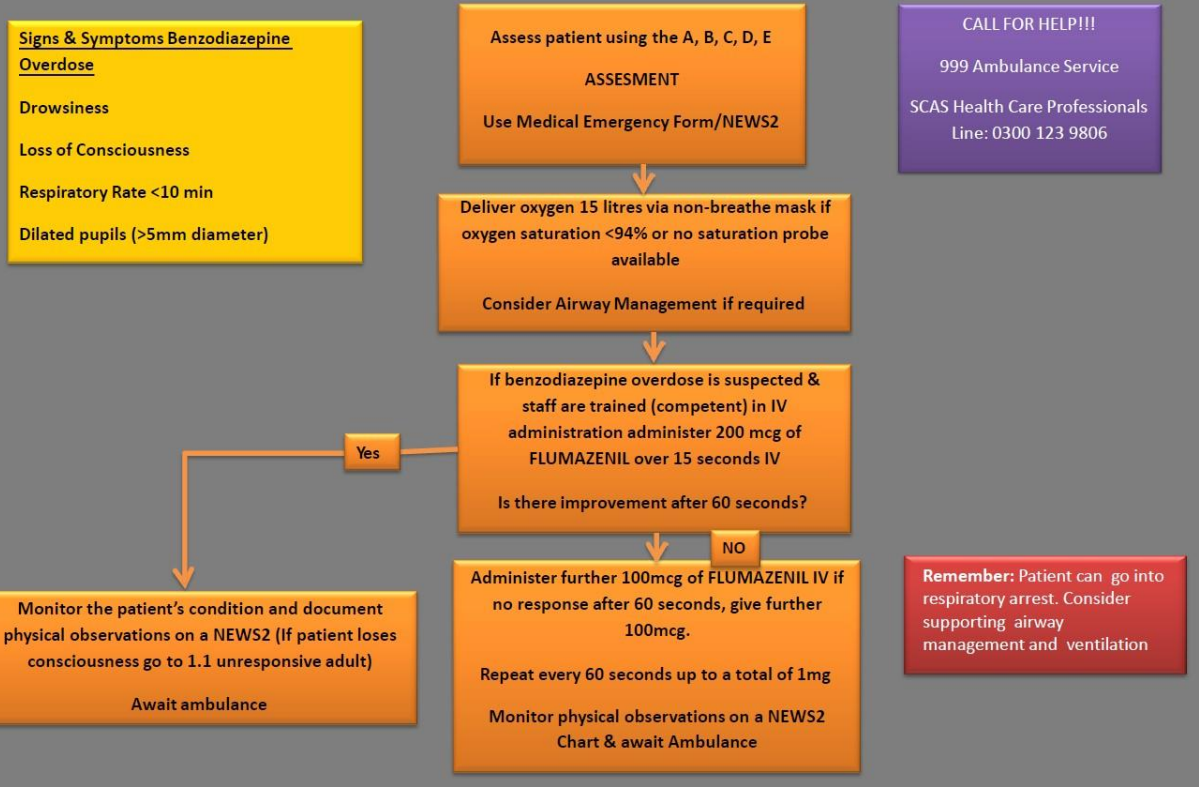 Signs & Symptoms Benzodiazepine
Overdose
Drowsiness
Loss of Consciousness
Respiratory Rate <10 min
Dilated pupils (>5mm diameter)
Assess patient using the A, B, C, D, E
ASSESMENT
Use Medical Emergency Form/NEWS2
CALL FOR HELP!!!
999 Ambulance Service
SCAS Health Care Professionals
Line: 0300 123 9806
Deliver oxygen 15 litres via non-breathe mask if
oxygen saturation <94% or no saturation probe
available
Consider Airway Management if required
If benzodiazepine overdose is suspected &
staff are trained (competent) in IV
administration administer 200 mcg of
FLUMAZENIL over 15 seconds IV
Is there improvement after 60 seconds?
Yes
NO
Monitor the patient's condition and document
physical observations on a NEWS2 (If patient loses
consciousness go to 1.1 unresponsive adult)
Await ambulance
Administer further 100mcg of FLUMAZENIL IV if
no response after 60 seconds, give further
100mcg.
Repeat every 60 seconds up to a total of 1mg
Monitor physical observations on a NEWS2
Chart & await Ambulance
Remember: Patient can go into
respiratory arrest. Consider
supporting airway
management and ventilation